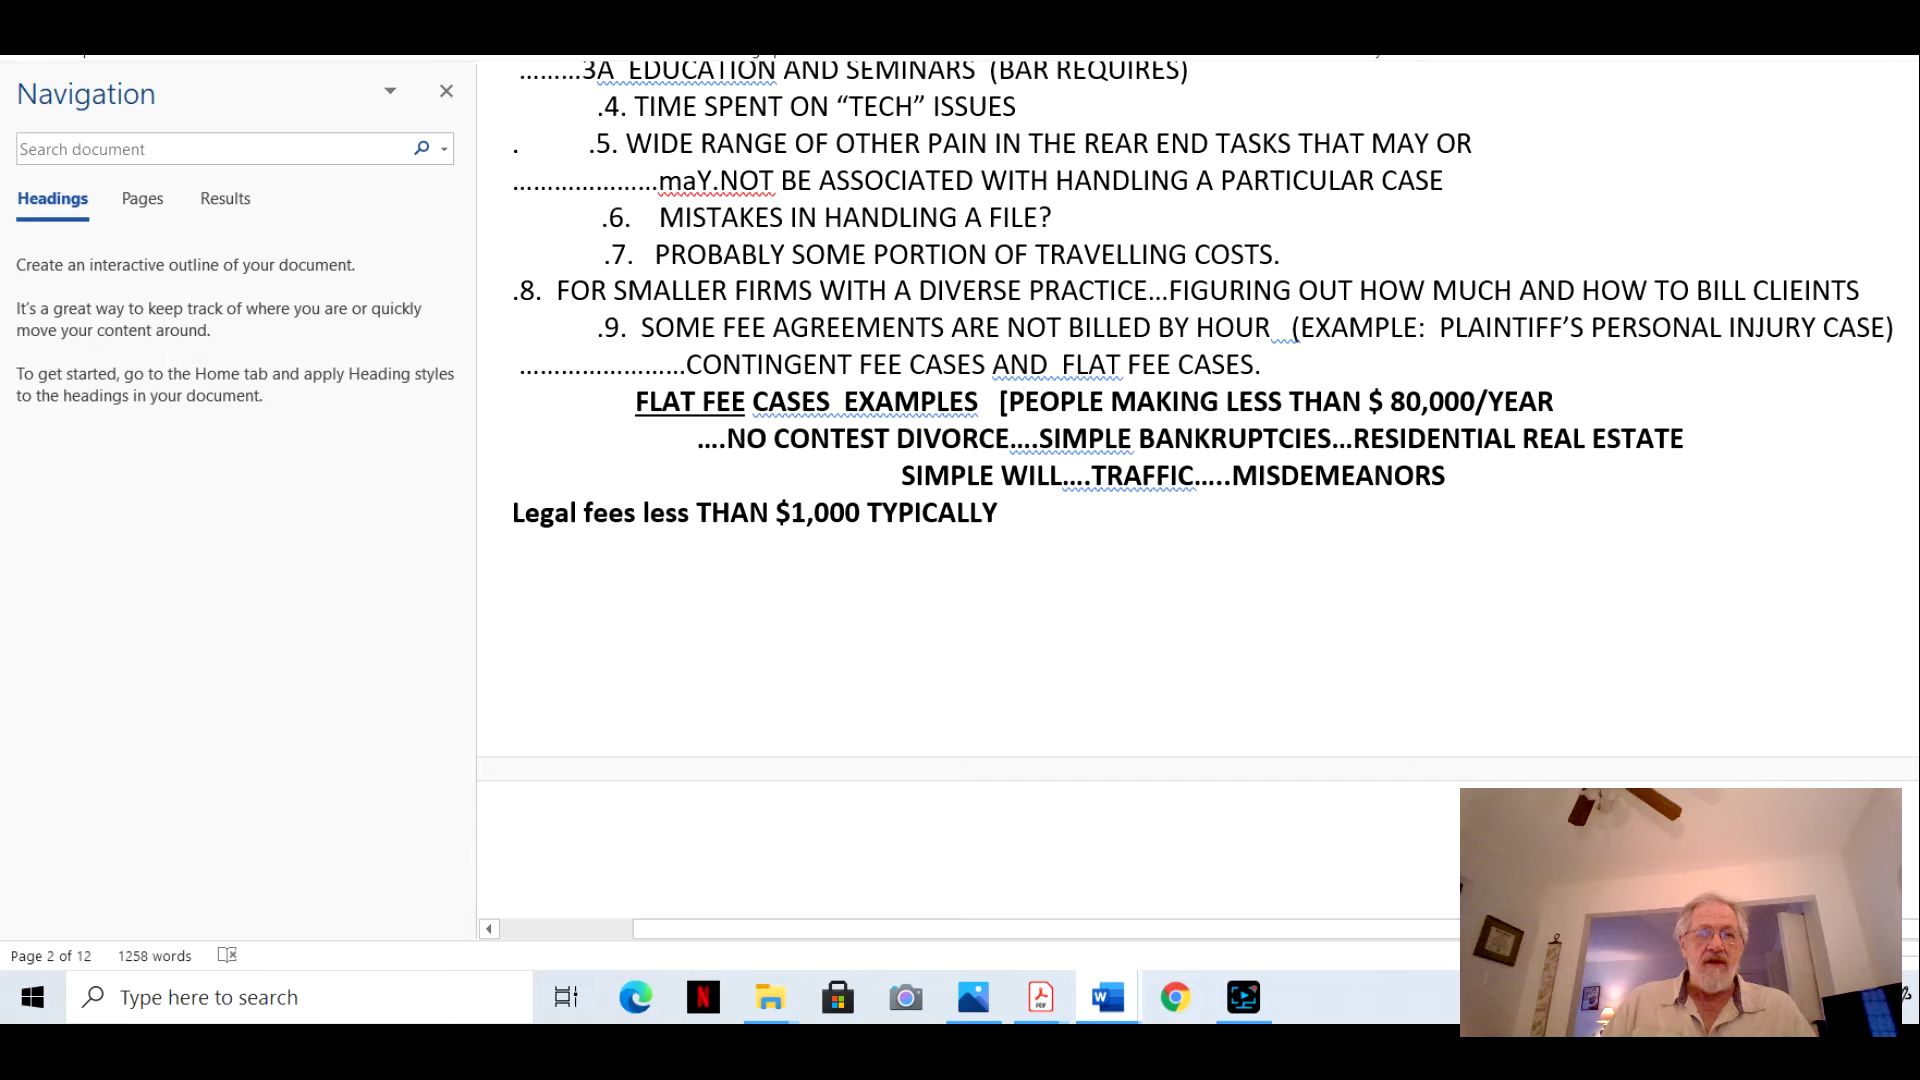 Navigation
Search document
Headings Pages Results
Create an interactive outline of your document.
It's a great way to keep track of where you are or quickly
move your content around.
To get started, go to the Home tab and apply Heading styles
to the headings in your document.
………3A  EDUCATION AND SEMINARS  (BAR REQUIRES)
.4. TIME SPENT ON “TECH” ISSUES
.          .5. WIDE RANGE OF OTHER PAIN IN THE REAR END TASKS THAT MAY OR
…………………maY.NOT BE ASSOCIATED WITH HANDLING A PARTICULAR CASE
.6.    MISTAKES IN HANDLING A FILE?
.7.   PROBABLY SOME PORTION OF TRAVELLING COSTS.
.8.  FOR SMALLER FIRMS WITH A DIVERSE PRACTICE…FIGURING OUT HOW MUCH AND HOW TO BILL CLIEINTS
.9.  SOME FEE AGREEMENTS ARE NOT BILLED BY HOUR   (EXAMPLE:  PLAINTIFF’S PERSONAL INJURY CASE)
……………………CONTINGENT FEE CASES AND  FLAT FEE CASES.
FLAT FEE CASES  EXAMPLES   [PEOPLE MAKING LESS THAN $ 80,000/YEAR
….NO CONTEST DIVORCE….SIMPLE BANKRUPTCIES…RESIDENTIAL REAL ESTATE
SIMPLE WILL….TRAFFIC…..MISDEMEANORS
Legal fees less THAN $1,000 TYPICALLY
Page 2 of 12 1258 words
Type here to search
N
PDF
W